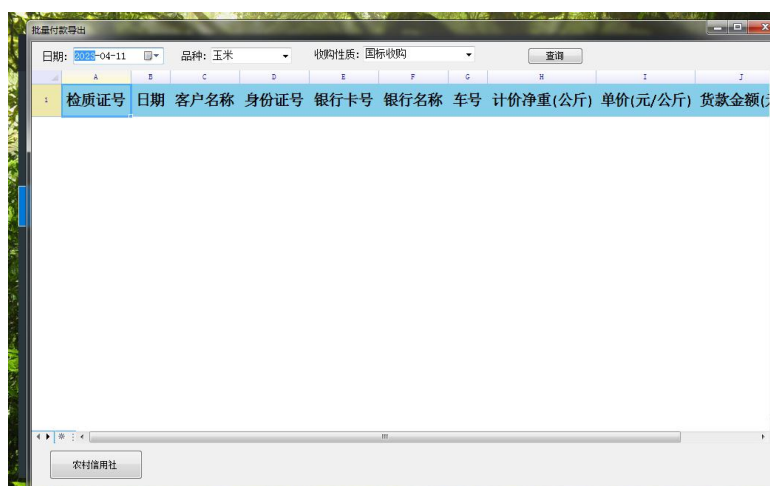 批量付款导出
日期: 2023-04-11 品种: 玉米 收购性质: 国标收购 查询
A B C D E F G H I J
1 检质证号 日期 客户名称 身份证号 银行卡号 银行名称 车号 计价净重(公斤) 单价(元/公斤) 货款金额(
农村信用社